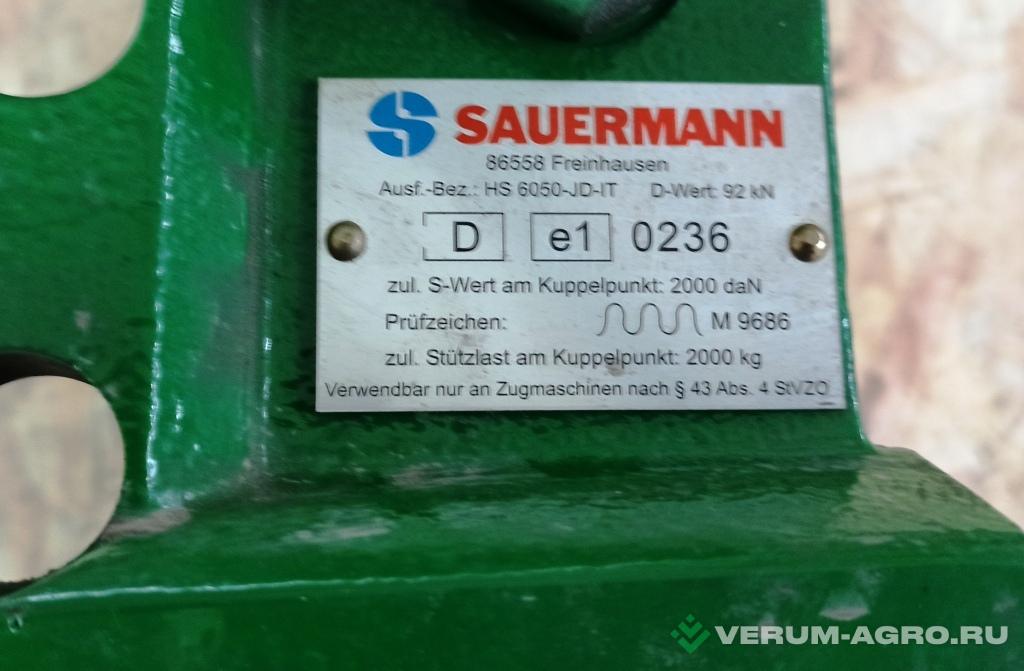 SAUERMANN
86558 Freinhausen
Ausf.-Bez.: HS 6050-JD-IT D-Wert: 92 kN
D e1 0236
zul. S-Wert am Kuppelpunkt: 2000 daN
Prüfzeichen: M 9686
zul. Stützlast am Kuppelpunkt: 2000 kg
Verwendbar nur an Zugmaschinen nach § 43 Abs. 4 StVZO
VERUM-AGRO.RU